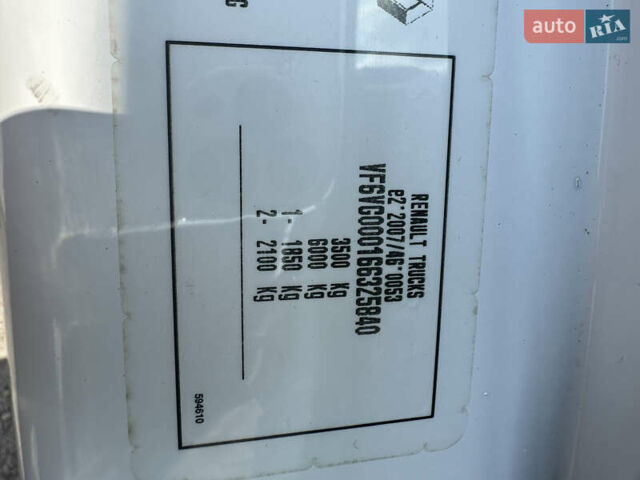 RENAULT TRUCKS
e2* 2007/46* 0053
VF6VG000166325840
3500 Kg
6000 Kg
1- 1850 Kg
2- 2100 Kg
594610
auto RIA.com